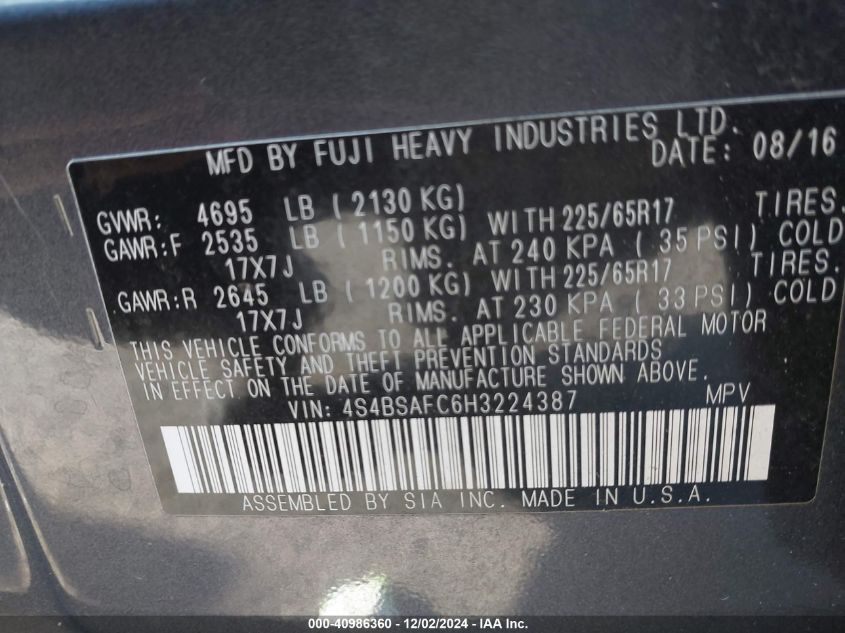 MFD BY FUJI HEAVY INDUSTRIES LTD.
DATE: 08/16
GVWR: 4695 LB ( 2130 KG)
GAWR:F 2535 LB ( 1150 KG) WITH 225/65R17 TIRES.
17X7J RIMS. AT 240 KPA ( 35 PSI) COLD
GAWR:R 2645 LB ( 1200 KG) WITH 225/65R17 TIRES.
17X7J RIMS. AT 230 KPA ( 33 PSI) COLD
THIS VEHICLE CONFORMS TO ALL APPLICABLE FEDERAL MOTOR
VEHICLE SAFETY AND THEFT PREVENTION STANDARDS
IN EFFECT ON THE DATE OF MANUFACTURE SHOWN ABOVE.
VIN: 4S4BSAFC6H3224387 MPV
ASSEMBLED BY SIA INC. MADE IN U.S.A.
000-40986360 - 12/02/2024 - IAA Inc.